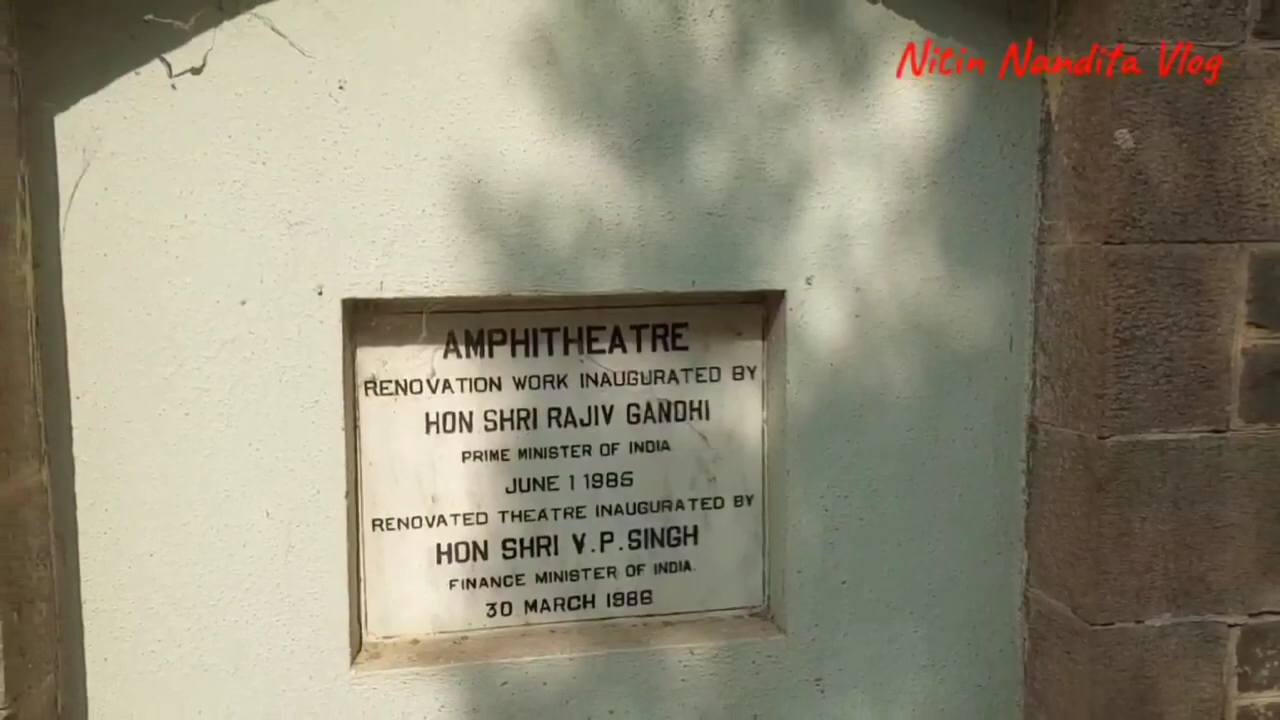 Nitin Nandita Vlog
AMPHITHEATRE
RENOVATION WORK INAUGURATED BY
HON SHRI RAJIV GANDHI
PRIME MINISTER OF INDIA
JUNE 1 1985
RENOVATED THEATRE INAUGURATED BY
HON SHRI V.P.SINGH
FINANCE MINISTER OF INDIA.
30 MARCH 1986